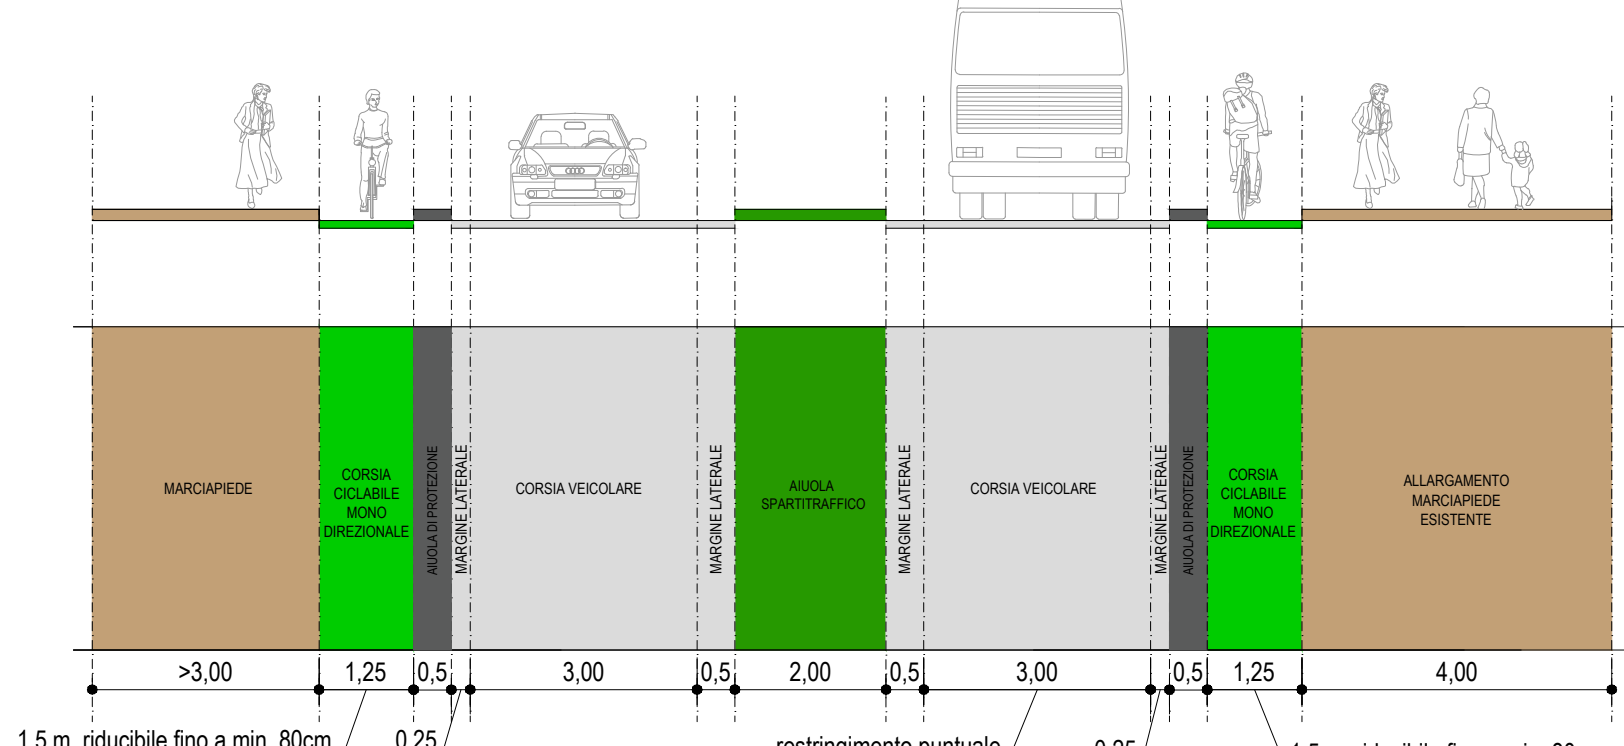 MARCIAPIEDE
CORSIA
CICLABILE
MONO
DIREZIONALE
AIUOLA DI PROTEZIONE
MARGINE LATERALE
CORSIA VEICOLARE
MARGINE LATERALE
AIUOLA
SPARTITRAFFICO
MARGINE LATERALE
CORSIA VEICOLARE
MARGINE LATERALE
AIUOLA DI PROTEZIONE
CORSIA
CICLABILE
MONO
DIREZIONALE
ALLARGAMENTO
MARCIAPIEDE
ESISTENTE
>3,00 1,25 0,5 3,00 0,5 2,00 0,5 3,00 0,5 1,25 4,00
1,5 m, riducibile fino a min. 80cm 0,25 restringimento puntuale 0,25